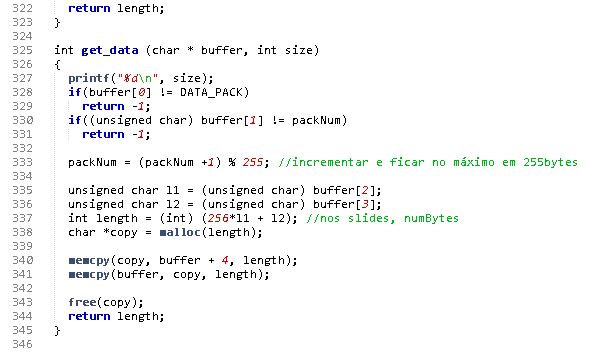 322 return length;
323 }
324
325 int get_data (char * buffer, int size)
326 {
327 printf("%d\n", size);
328 if(buffer[0] != DATA_PACK)
329 return -1;
330 if((unsigned char) buffer[1] != packNum)
331 return -1;
332
333 packNum = (packNum +1) % 255; //incrementar e ficar no máximo em 255bytes
334
335 unsigned char l1 = (unsigned char) buffer[2];
336 unsigned char l2 = (unsigned char) buffer[3];
337 int length = (int) (256*l1 + l2); //nos slides, numBytes
338 char *copy = malloc(length);
339
340 memcpy(copy, buffer + 4, length);
341 memcpy(buffer, copy, length);
342
343 free(copy);
344 return length;
345 }
346